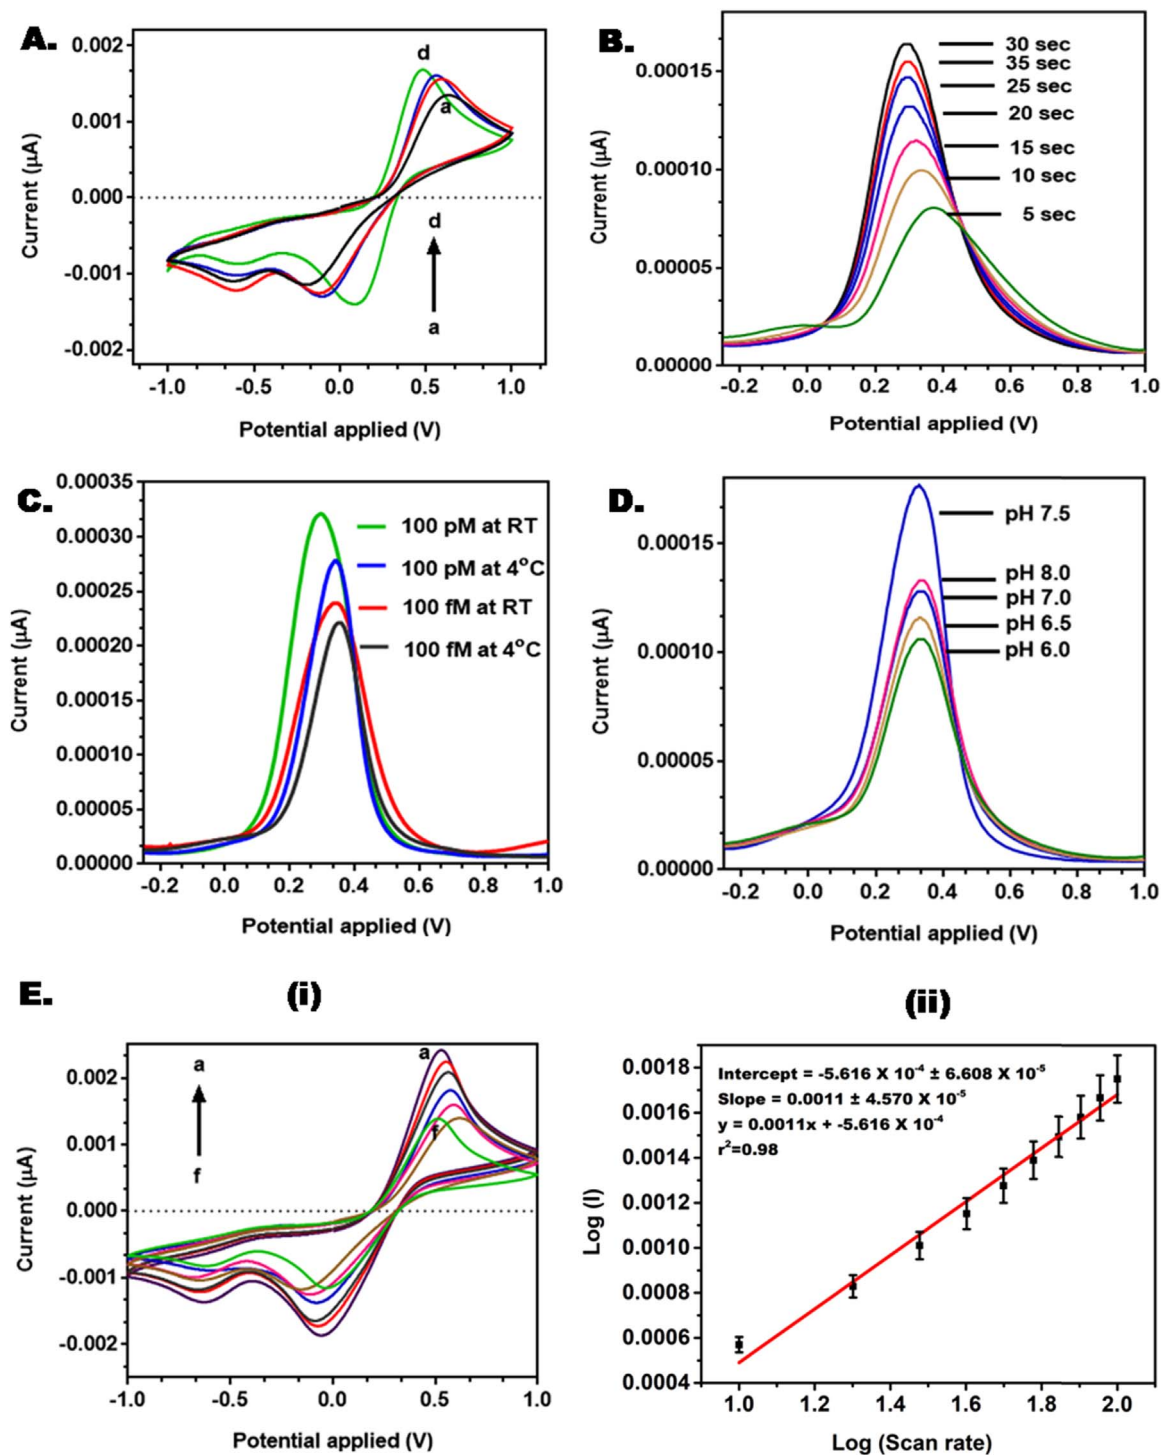 A.
0.002
0.001
0.000
-0.001
-0.002
Current (μA)
d
a
d
a
-1.0 -0.5 0.0 0.5 1.0
Potential applied (V)
B.
0.00015
0.00010
0.00005
0.00000
Current (μA)
30 sec
35 sec
25 sec
20 sec
15 sec
10 sec
5 sec
-0.2 0.0 0.2 0.4 0.6 0.8 1.0
Potential applied (V)
C.
0.00035
0.00030
0.00025
0.00020
0.00015
0.00010
0.00005
0.00000
Current (μA)
100 pM at RT
100 pM at 4°C
100 fM at RT
100 fM at 4°C
-0.2 0.0 0.2 0.4 0.6 0.8 1.0
Potential applied (V)
D.
0.00015
0.00010
0.00005
0.00000
Current (μA)
pH 7.5
pH 8.0
pH 7.0
pH 6.5
pH 6.0
-0.2 0.0 0.2 0.4 0.6 0.8 1.0
Potential applied (V)
E.
(i)
0.002
0.001
0.000
-0.001
-0.002
Current (μA)
a
f
a
f
-1.0 -0.5 0.0 0.5 1.0
Potential applied (V)
(ii)
0.0018
0.0016
0.0014
0.0012
0.0010
0.0008
0.0006
0.0004
Log (I)
Intercept = -5.616 X 10⁻⁴ ± 6.608 X 10⁻⁵
Slope = 0.0011 ± 4.570 X 10⁻⁵
y = 0.0011x + -5.616 X 10⁻⁴
r²=0.98
1.0 1.2 1.4 1.6 1.8 2.0
Log (Scan rate)